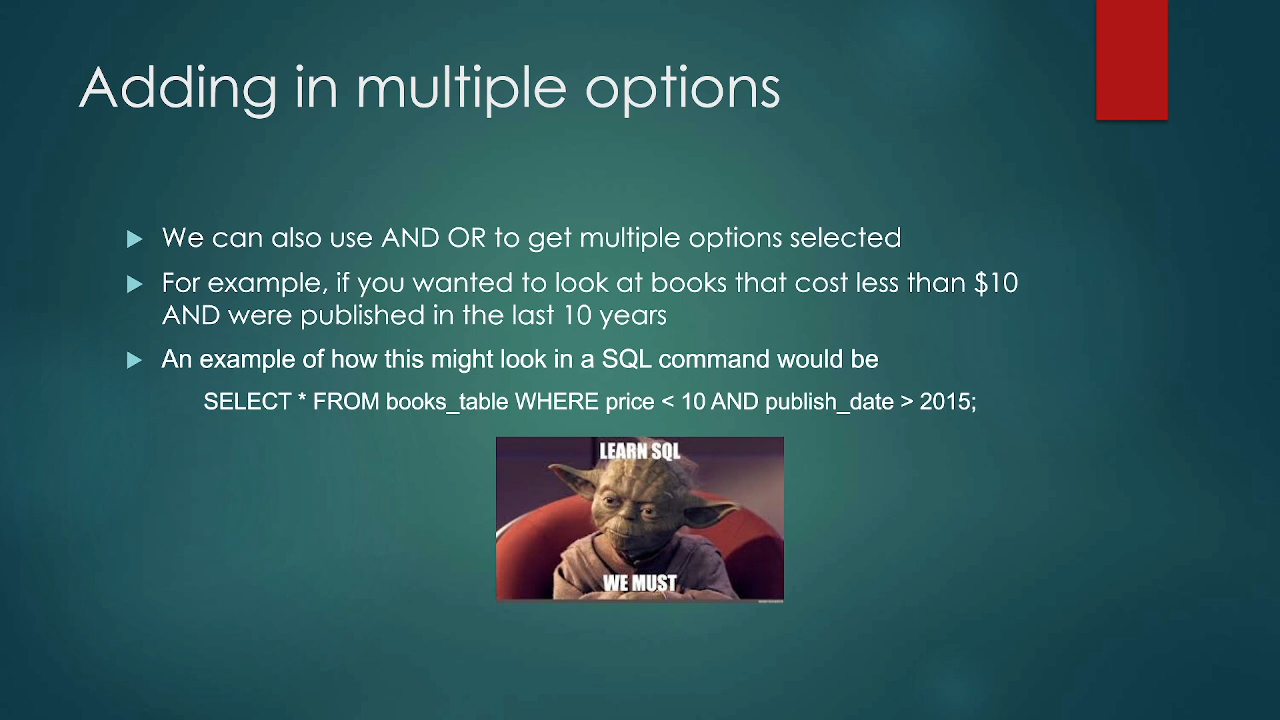 Adding in multiple options
We can also use AND OR to get multiple options selected
For example, if you wanted to look at books that cost less than $10
AND were published in the last 10 years
An example of how this might look in a SQL command would be
SELECT * FROM books_table WHERE price < 10 AND publish_date > 2015;
LEARN SQL
WE MUST